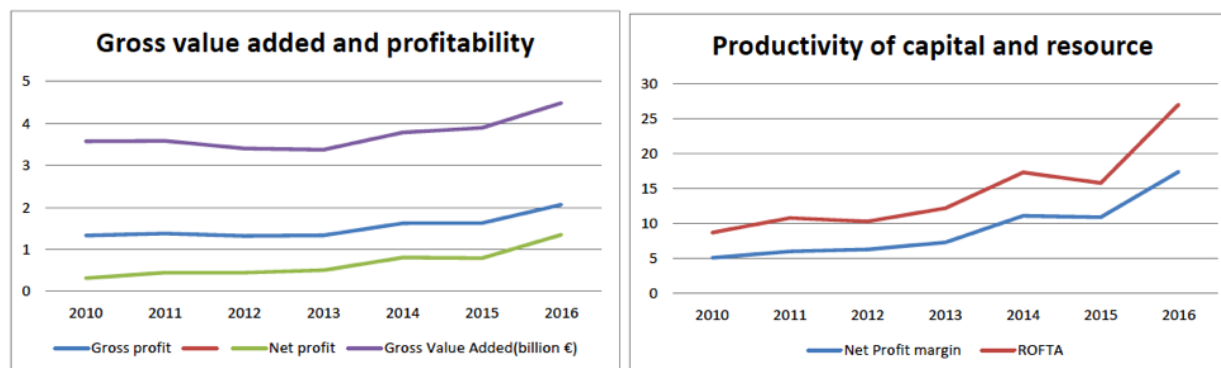 Gross value added and profitability
5
4
3
2
1
0
2010 2011 2012 2013 2014 2015 2016
Gross profit Net profit Gross Value Added(billion €)
Productivity of capital and resource
30
25
20
15
10
5
0
2010 2011 2012 2013 2014 2015 2016
Net Profit margin ROFTA